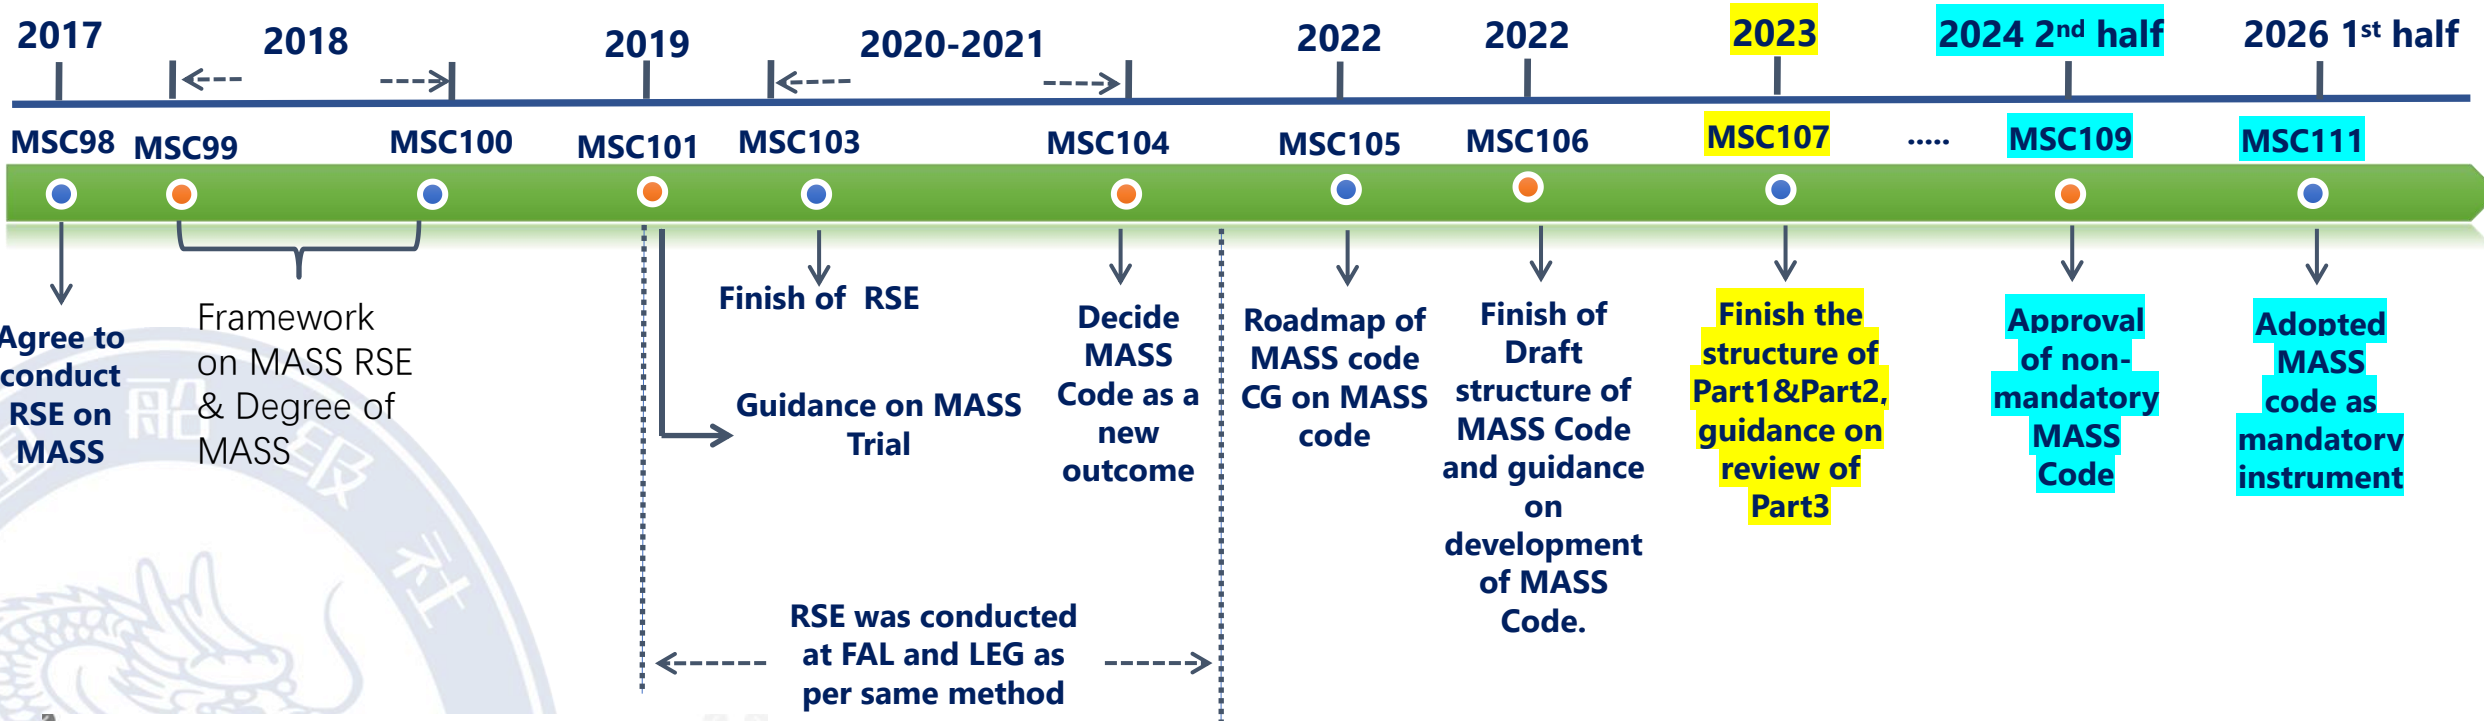 2017
2018
2019
2020-2021
2022
2022
2023
2024 2nd half
2026 1st half
MSC98
MSC99
MSC100
MSC101
MSC103
MSC104
MSC105
MSC106
MSC107
.....
MSC109
MSC111
Agree to
conduct
RSE on
MASS
Framework
on MASS RSE
& Degree of
MASS
Finish of RSE
Guidance on MASS
Trial
Decide
MASS
Code as a
new
outcome
RSE was conducted
at FAL and LEG as
per same method
Roadmap of
MASS code
CG on MASS
code
Finish of
Draft
structure of
MASS Code
and guidance
on
development
of MASS
Code.
Finish the
structure of
Part1&Part2,
guidance on
review of
Part3
Approval
of non-
mandatory
MASS
Code
Adopted
MASS
code as
mandatory
instrument
船级社